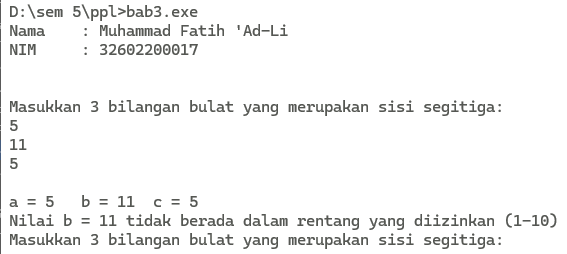 D:\sem 5\ppl>bab3.exe
Nama    : Muhammad Fatih 'Ad-Li
NIM     : 32602200017
Masukkan 3 bilangan bulat yang merupakan sisi segitiga:
5
11
5
a = 5   b = 11  c = 5
Nilai b = 11 tidak berada dalam rentang yang diizinkan (1-10)
Masukkan 3 bilangan bulat yang merupakan sisi segitiga: